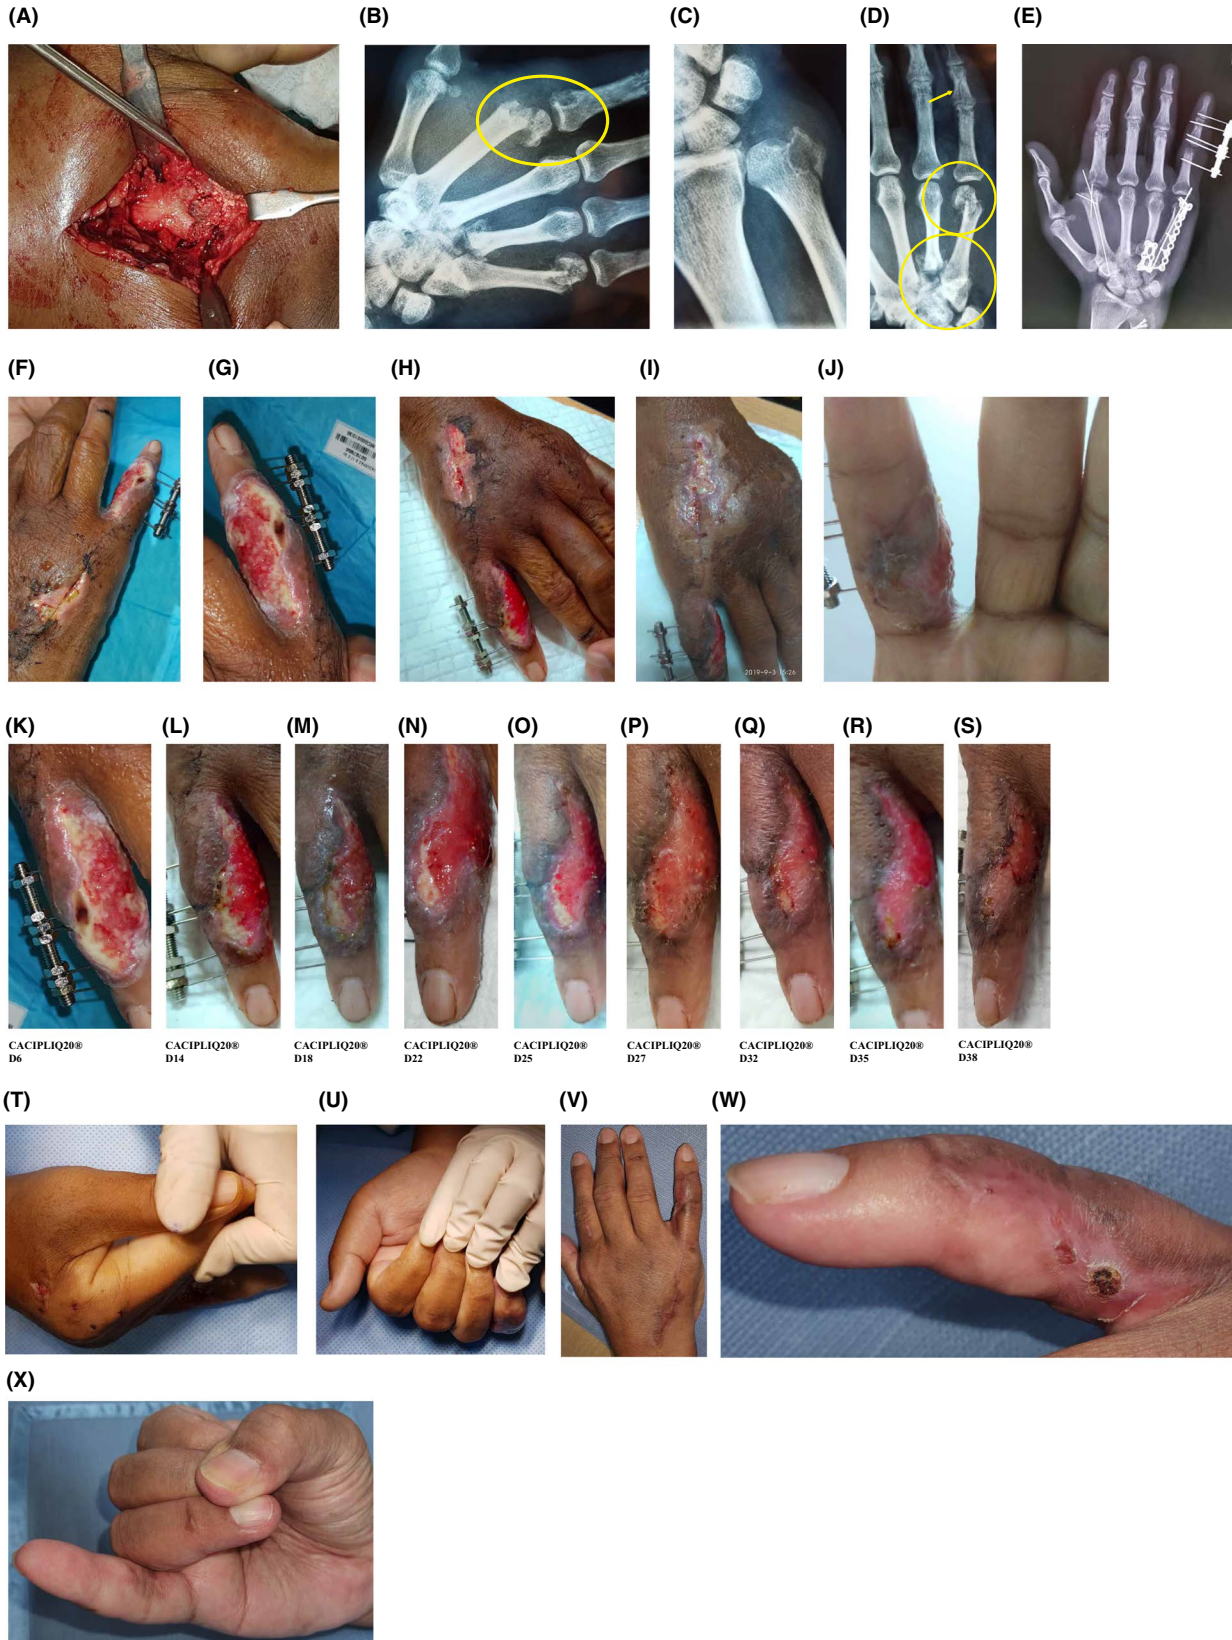 (A)
(B)
(C)
(D)
(E)
(F)
(G)
(H)
(I)
(J)
2019-9-3 15:26
(K)
(L)
(M)
(N)
(O)
(P)
(Q)
(R)
(S)
CACIPLIQ20®
D6
CACIPLIQ20®
D14
CACIPLIQ20®
D18
CACIPLIQ20®
D22
CACIPLIQ20®
D25
CACIPLIQ20®
D27
CACIPLIQ20®
D32
CACIPLIQ20®
D35
CACIPLIQ20®
D38
(T)
(U)
(V)
(W)
(X)